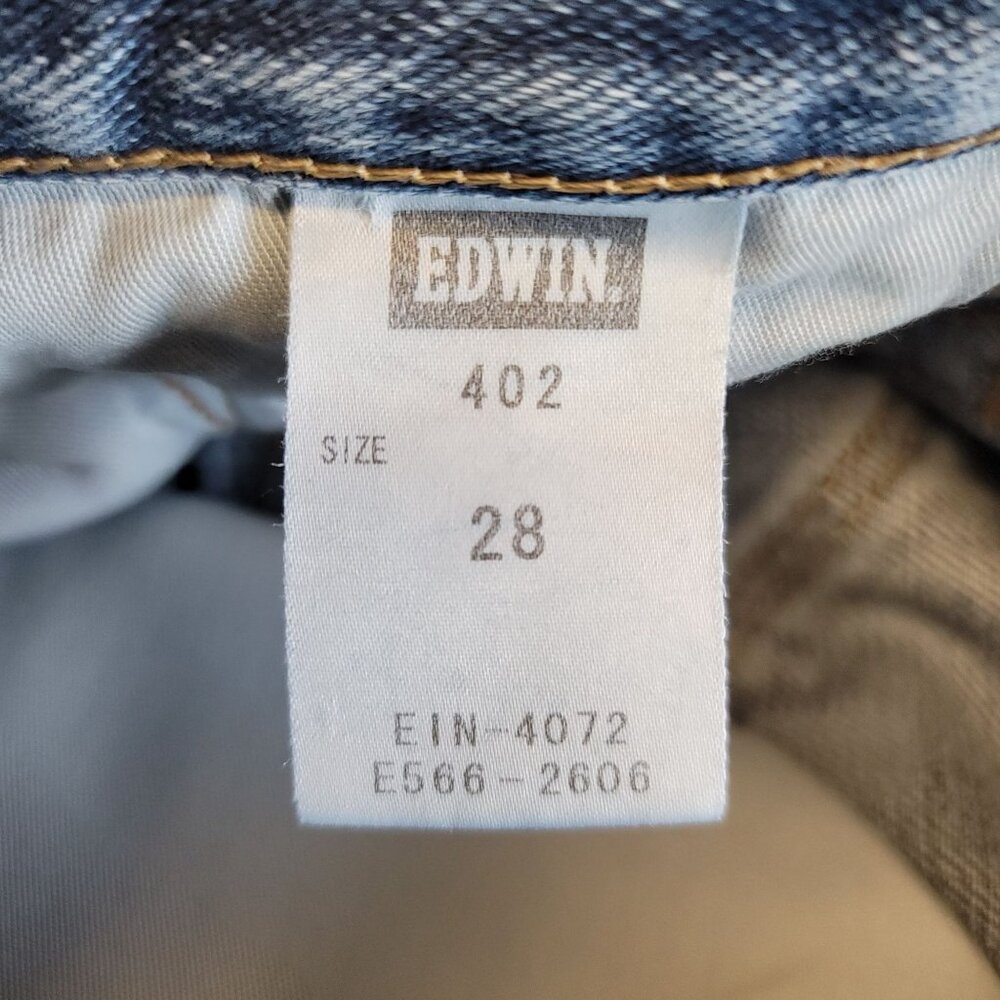 EDWIN.
402
SIZE
28
EIN-4072
E566-2606